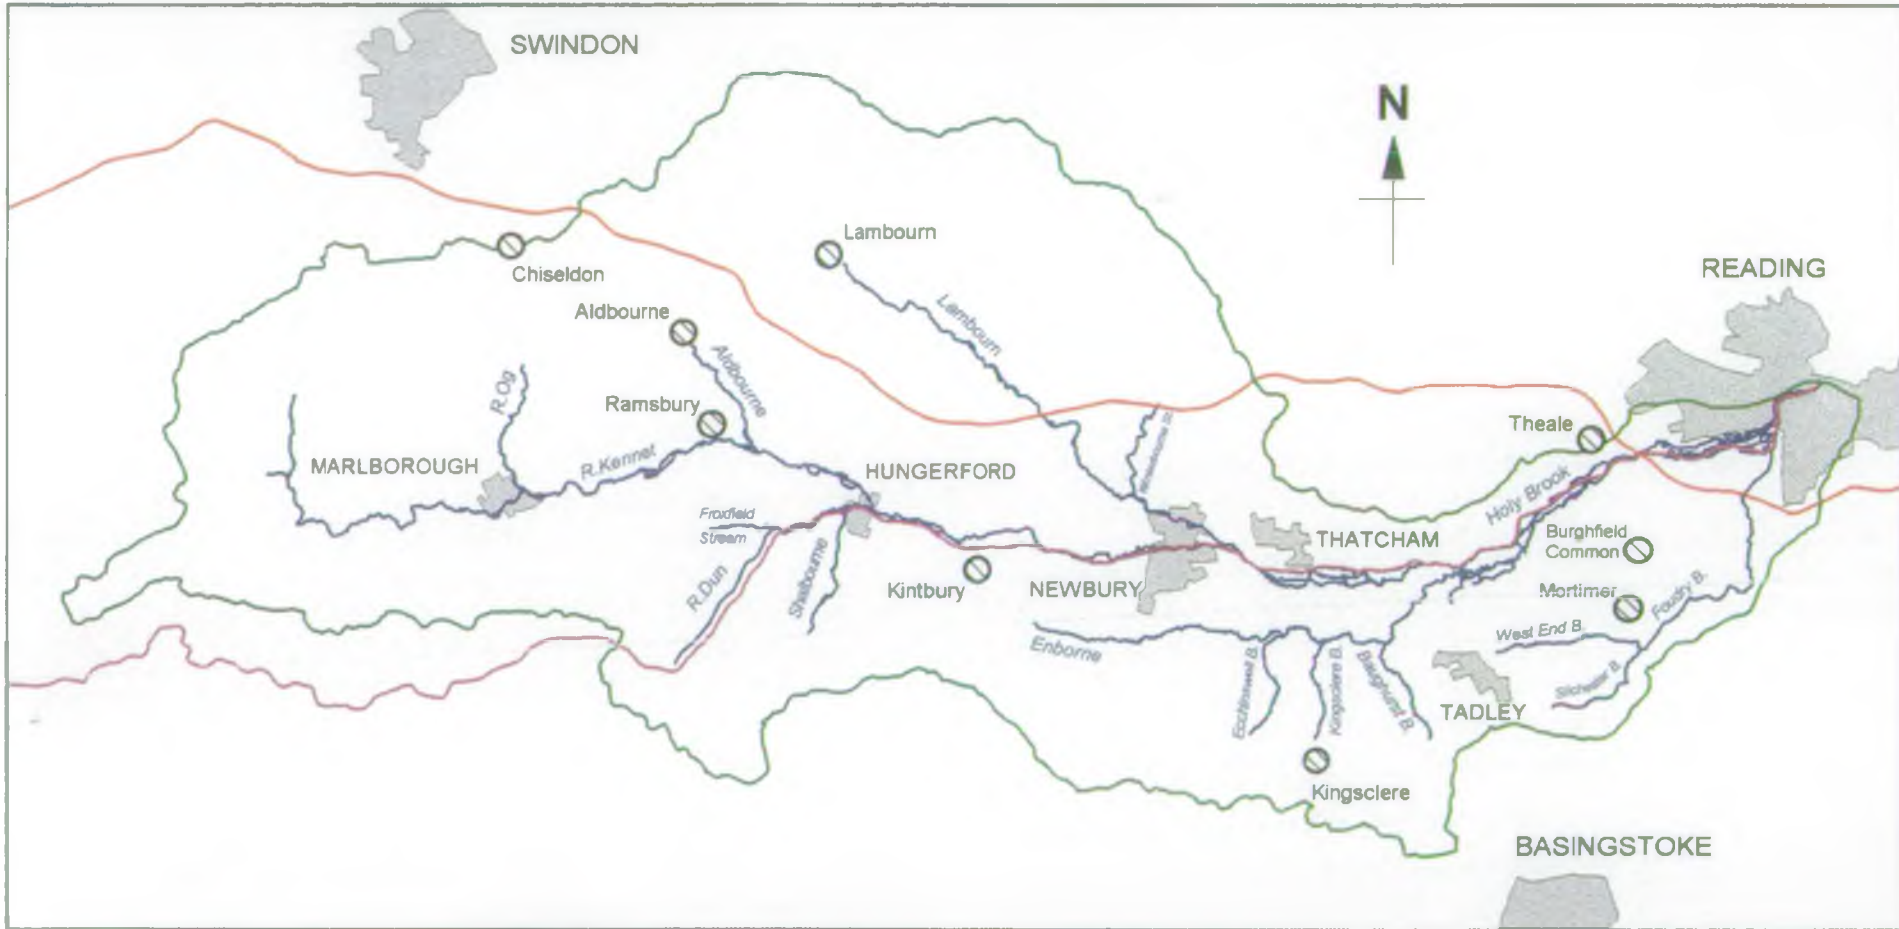 SWINDON
N
Lambourn
READING
Chiseldon
Aldbourne
Lambourn
Aldbourne
R.Og
Ramsbury
Theale
MARLBOROUGH
R.Kennet
HUNGERFORD
Holy Brook
Froxfield
Stream
THATCHAM
Burghfield
Common
R.Dun
Shalbourne
Kintbury
NEWBURY
Mortimer
Foudry B.
West End B.
Enborne
Kingsclere B.
Baughurst B.
Silchester B.
TADLEY
Kingsclere
BASINGSTOKE